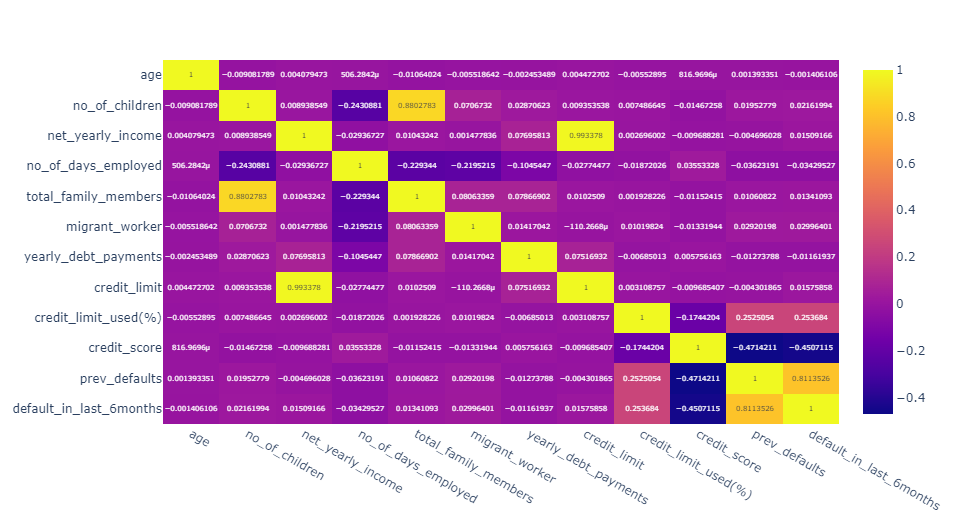 age 1 −0.009081789 0.004079473 506.2842μ −0.01064024 −0.005518642 −0.002453489 0.004472702 −0.00552895 816.9696μ 0.001393351 −0.001406106
no_of_children −0.009081789 1 0.008938549 −0.2430881 0.8802783 0.0706732 0.02870623 0.009353538 0.007486645 −0.01467258 0.01952779 0.02161994
net_yearly_income 0.004079473 0.008938549 1 −0.02936727 0.01043242 0.001477836 0.07695813 0.993378 0.002696002 −0.009688281 −0.004696028 0.01509166
no_of_days_employed 506.2842μ −0.2430881 −0.02936727 1 −0.229344 −0.2195215 −0.1045447 −0.02774477 −0.01872026 0.03553328 −0.03623191 −0.03429527
total_family_members −0.01064024 0.8802783 0.01043242 −0.229344 1 0.08063359 0.07866902 0.0102509 0.001928226 −0.01152415 0.01060822 0.01341093
migrant_worker −0.005518642 0.0706732 0.001477836 −0.2195215 0.08063359 1 0.01417042 −110.2668μ 0.01019824 −0.01331944 0.02920198 0.02996401
yearly_debt_payments −0.002453489 0.02870623 0.07695813 −0.1045447 0.07866902 0.01417042 1 0.07516932 −0.00685013 0.005756163 −0.01273788 −0.01161937
credit_limit 0.004472702 0.009353538 0.993378 −0.02774477 0.0102509 −110.2668μ 0.07516932 1 0.003108757 −0.009685407 −0.004301865 0.01575858
credit_limit_used(%) −0.00552895 0.007486645 0.002696002 −0.01872026 0.001928226 0.01019824 −0.00685013 0.003108757 1 −0.1744204 0.2525054 0.253684
credit_score 816.9696μ −0.01467258 −0.009688281 0.03553328 −0.01152415 −0.01331944 0.005756163 −0.009685407 −0.1744204 1 −0.4714211 −0.4507115
prev_defaults 0.001393351 0.01952779 −0.004696028 −0.03623191 0.01060822 0.02920198 −0.01273788 −0.004301865 0.2525054 −0.4714211 1 0.8113526
default_in_last_6months −0.001406106 0.02161994 0.01509166 −0.03429527 0.01341093 0.02996401 −0.01161937 0.01575858 0.253684 −0.4507115 0.8113526 1
age
no_of_children
net_yearly_income
no_of_days_employed
total_family_members
migrant_worker
yearly_debt_payments
credit_limit
credit_limit_used(%)
credit_score
prev_defaults
default_in_last_6months
1
0.8
0.6
0.4
0.2
0
−0.2
−0.4